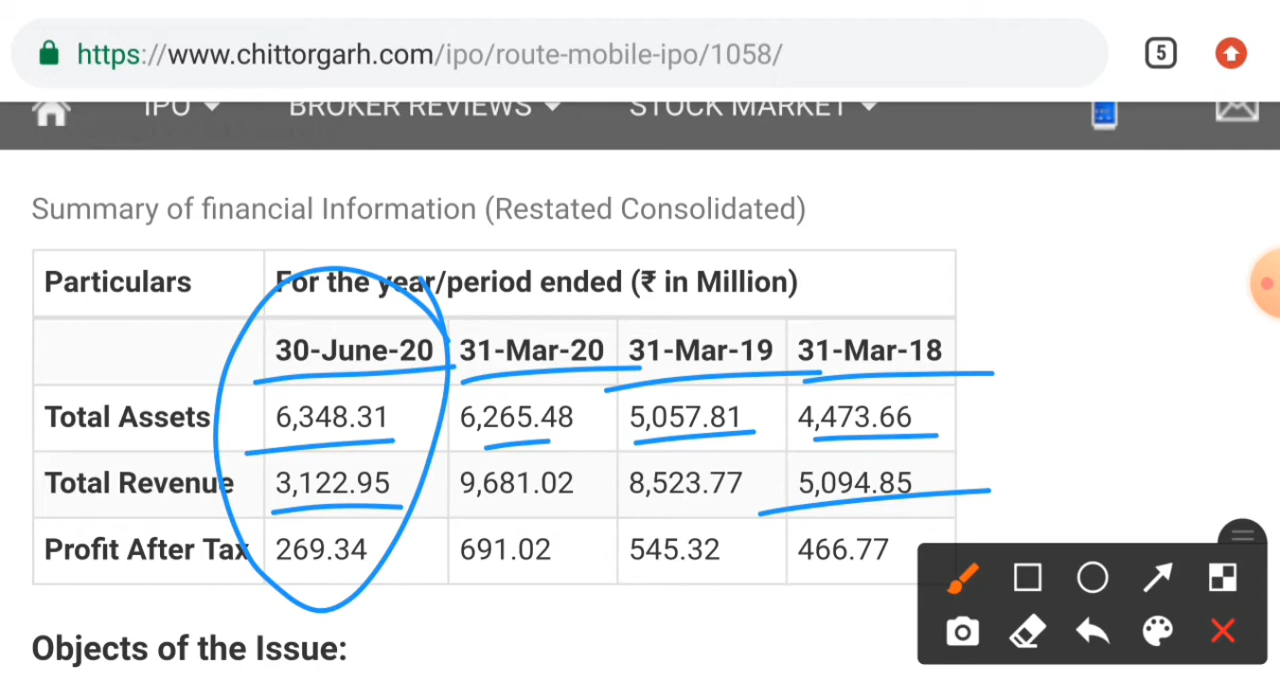 https://www.chittorgarh.com/ipo/route-mobile-ipo/1058/ 5
IPO BROKER REVIEWS STOCK MARKET
Summary of financial Information (Restated Consolidated)
Particulars For the year/period ended (₹ in Million)
30-June-20 31-Mar-20 31-Mar-19 31-Mar-18
Total Assets 6,348.31 6,265.48 5,057.81 4,473.66
Total Revenue 3,122.95 9,681.02 8,523.77 5,094.85
Profit After Tax 269.34 691.02 545.32 466.77
Objects of the Issue: